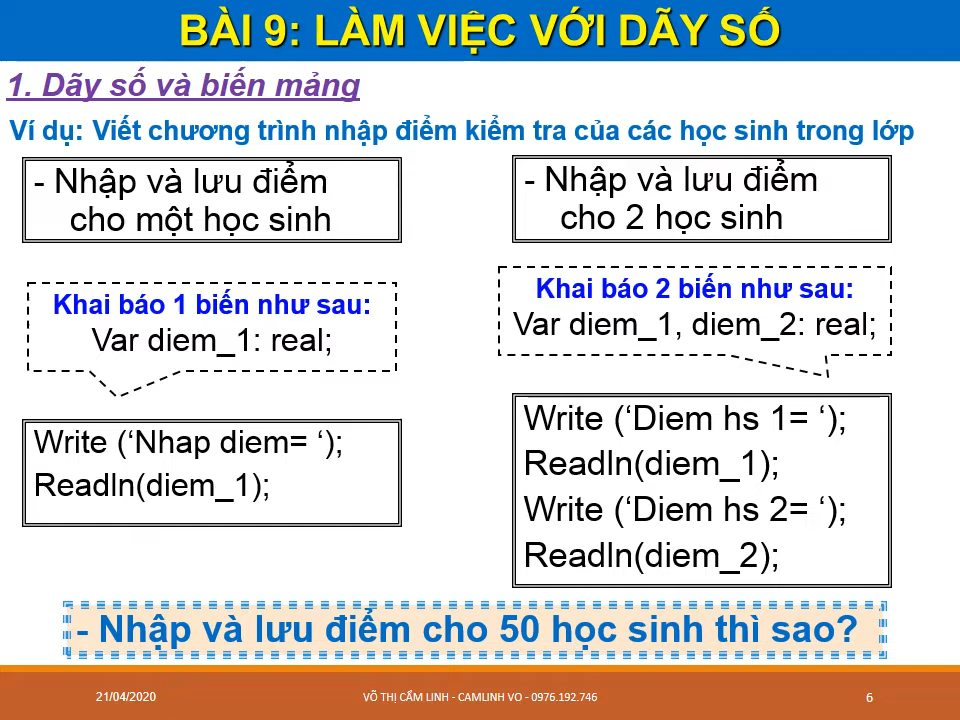 BÀI 9: LÀM VIỆC VỚI DÃY SỐ
1. Dãy số và biến mảng
Ví dụ: Viết chương trình nhập điểm kiểm tra của các học sinh trong lớp
- Nhập và lưu điểm
cho một học sinh
Khai báo 1 biến như sau:
Var diem_1: real;
Write (‘Nhap diem= ‘);
Readln(diem_1);
- Nhập và lưu điểm
cho 2 học sinh
Khai báo 2 biến như sau:
Var diem_1, diem_2: real;
Write (‘Diem hs 1= ‘);
Readln(diem_1);
Write (‘Diem hs 2= ‘);
Readln(diem_2);
- Nhập và lưu điểm cho 50 học sinh thì sao?
21/04/2020
VÕ THỊ CẨM LINH - CAMLINH VO - 0976.192.746
6